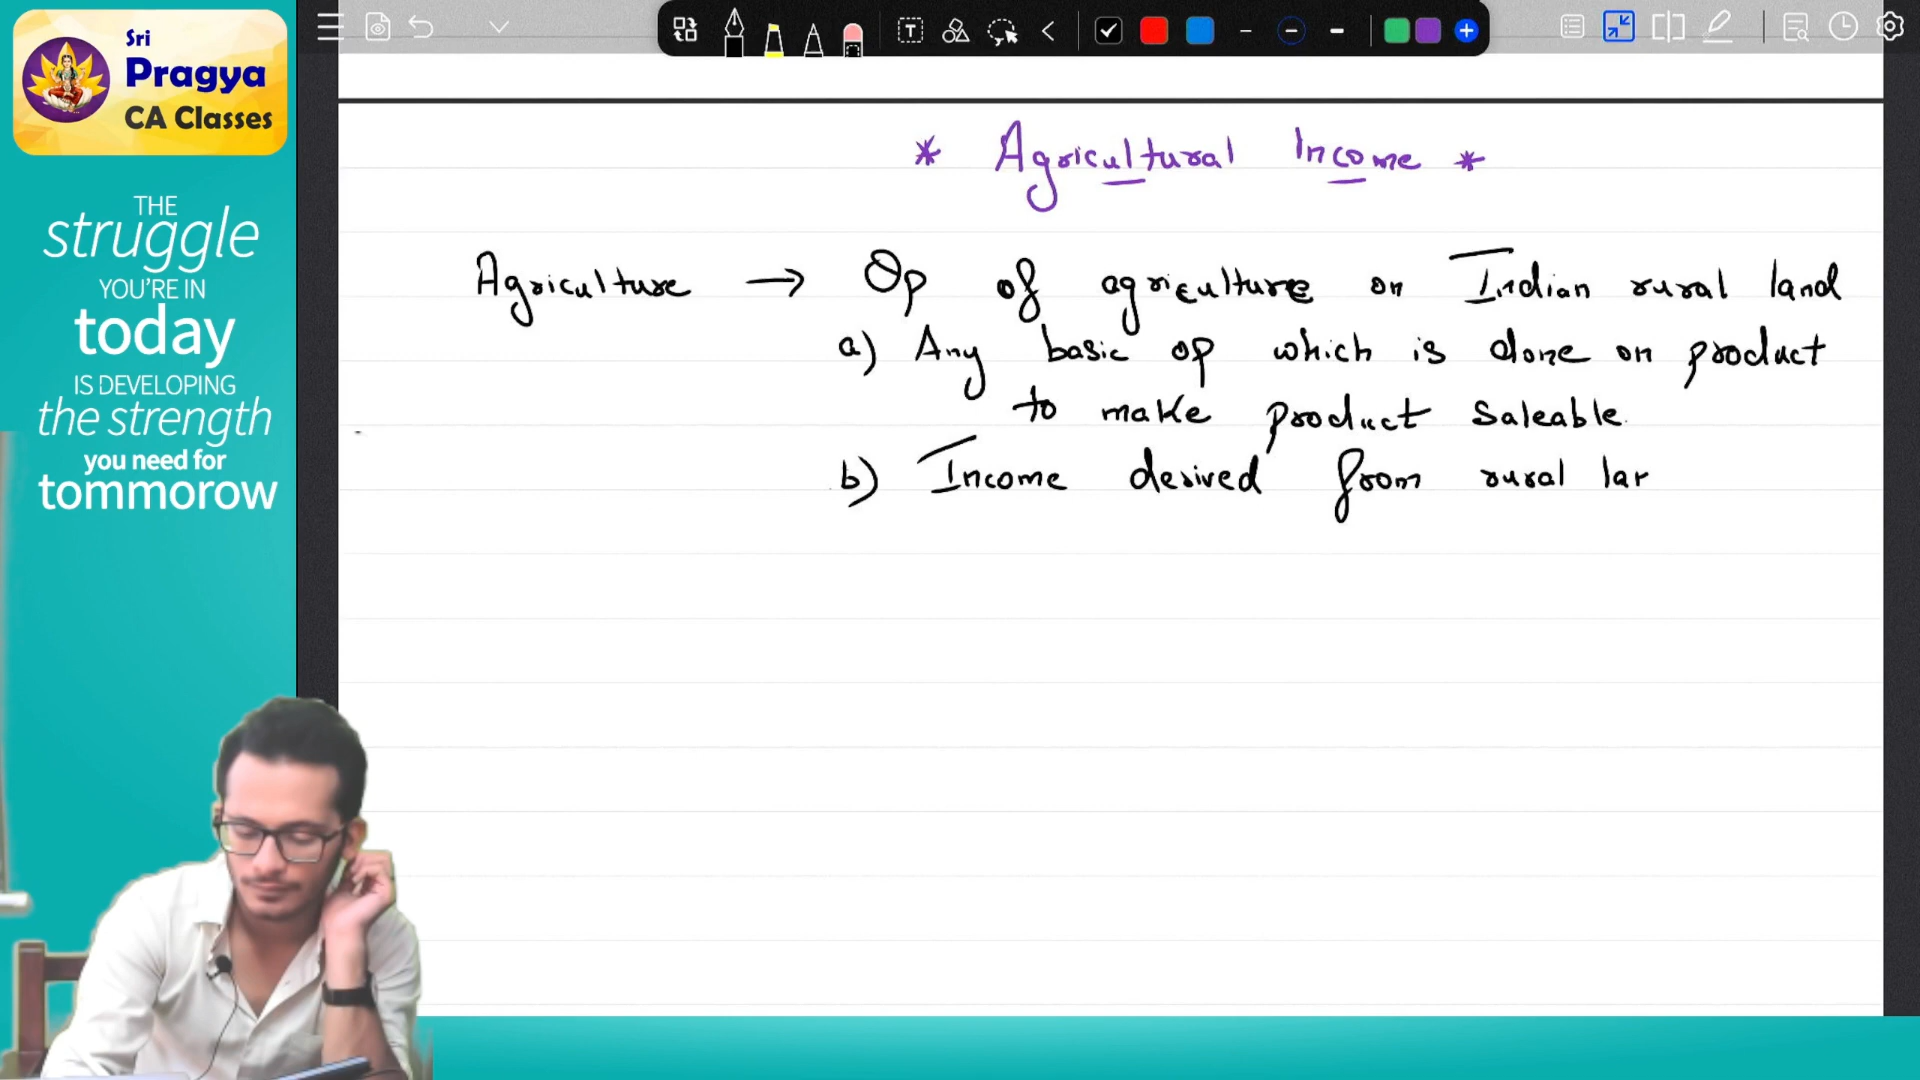 Sri
Pragya
CA Classes
THE
struggle
YOU'RE IN
today
IS DEVELOPING
the strength
you need for
tommorow
* Agricultural Income *
Agriculture → Op of agriculture on Indian rural land
a) Any basic op which is done on product
to make product saleable.
b) Income derived from rural lan